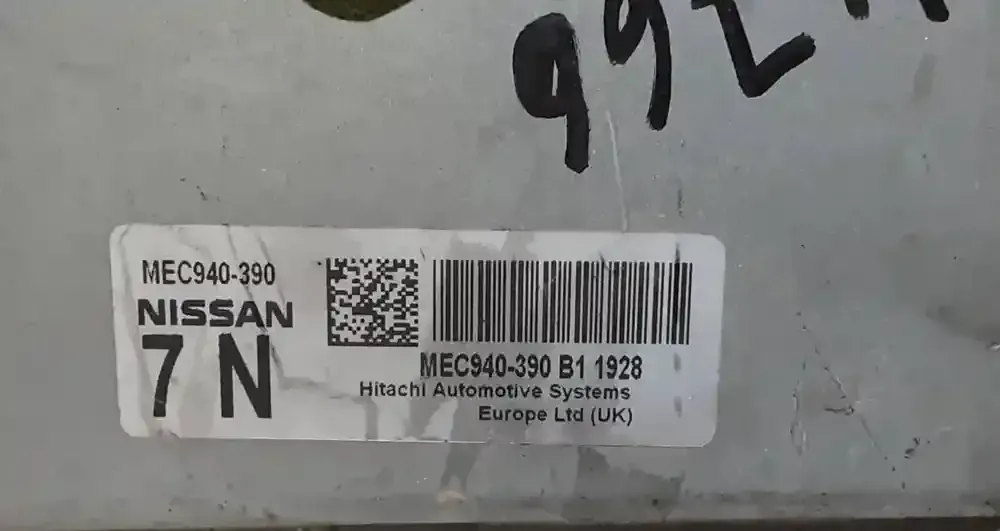 MEC940-390
NISSAN
7 N
MEC940-390 B1 1928
Hitachi Automotive Systems
Europe Ltd (UK)